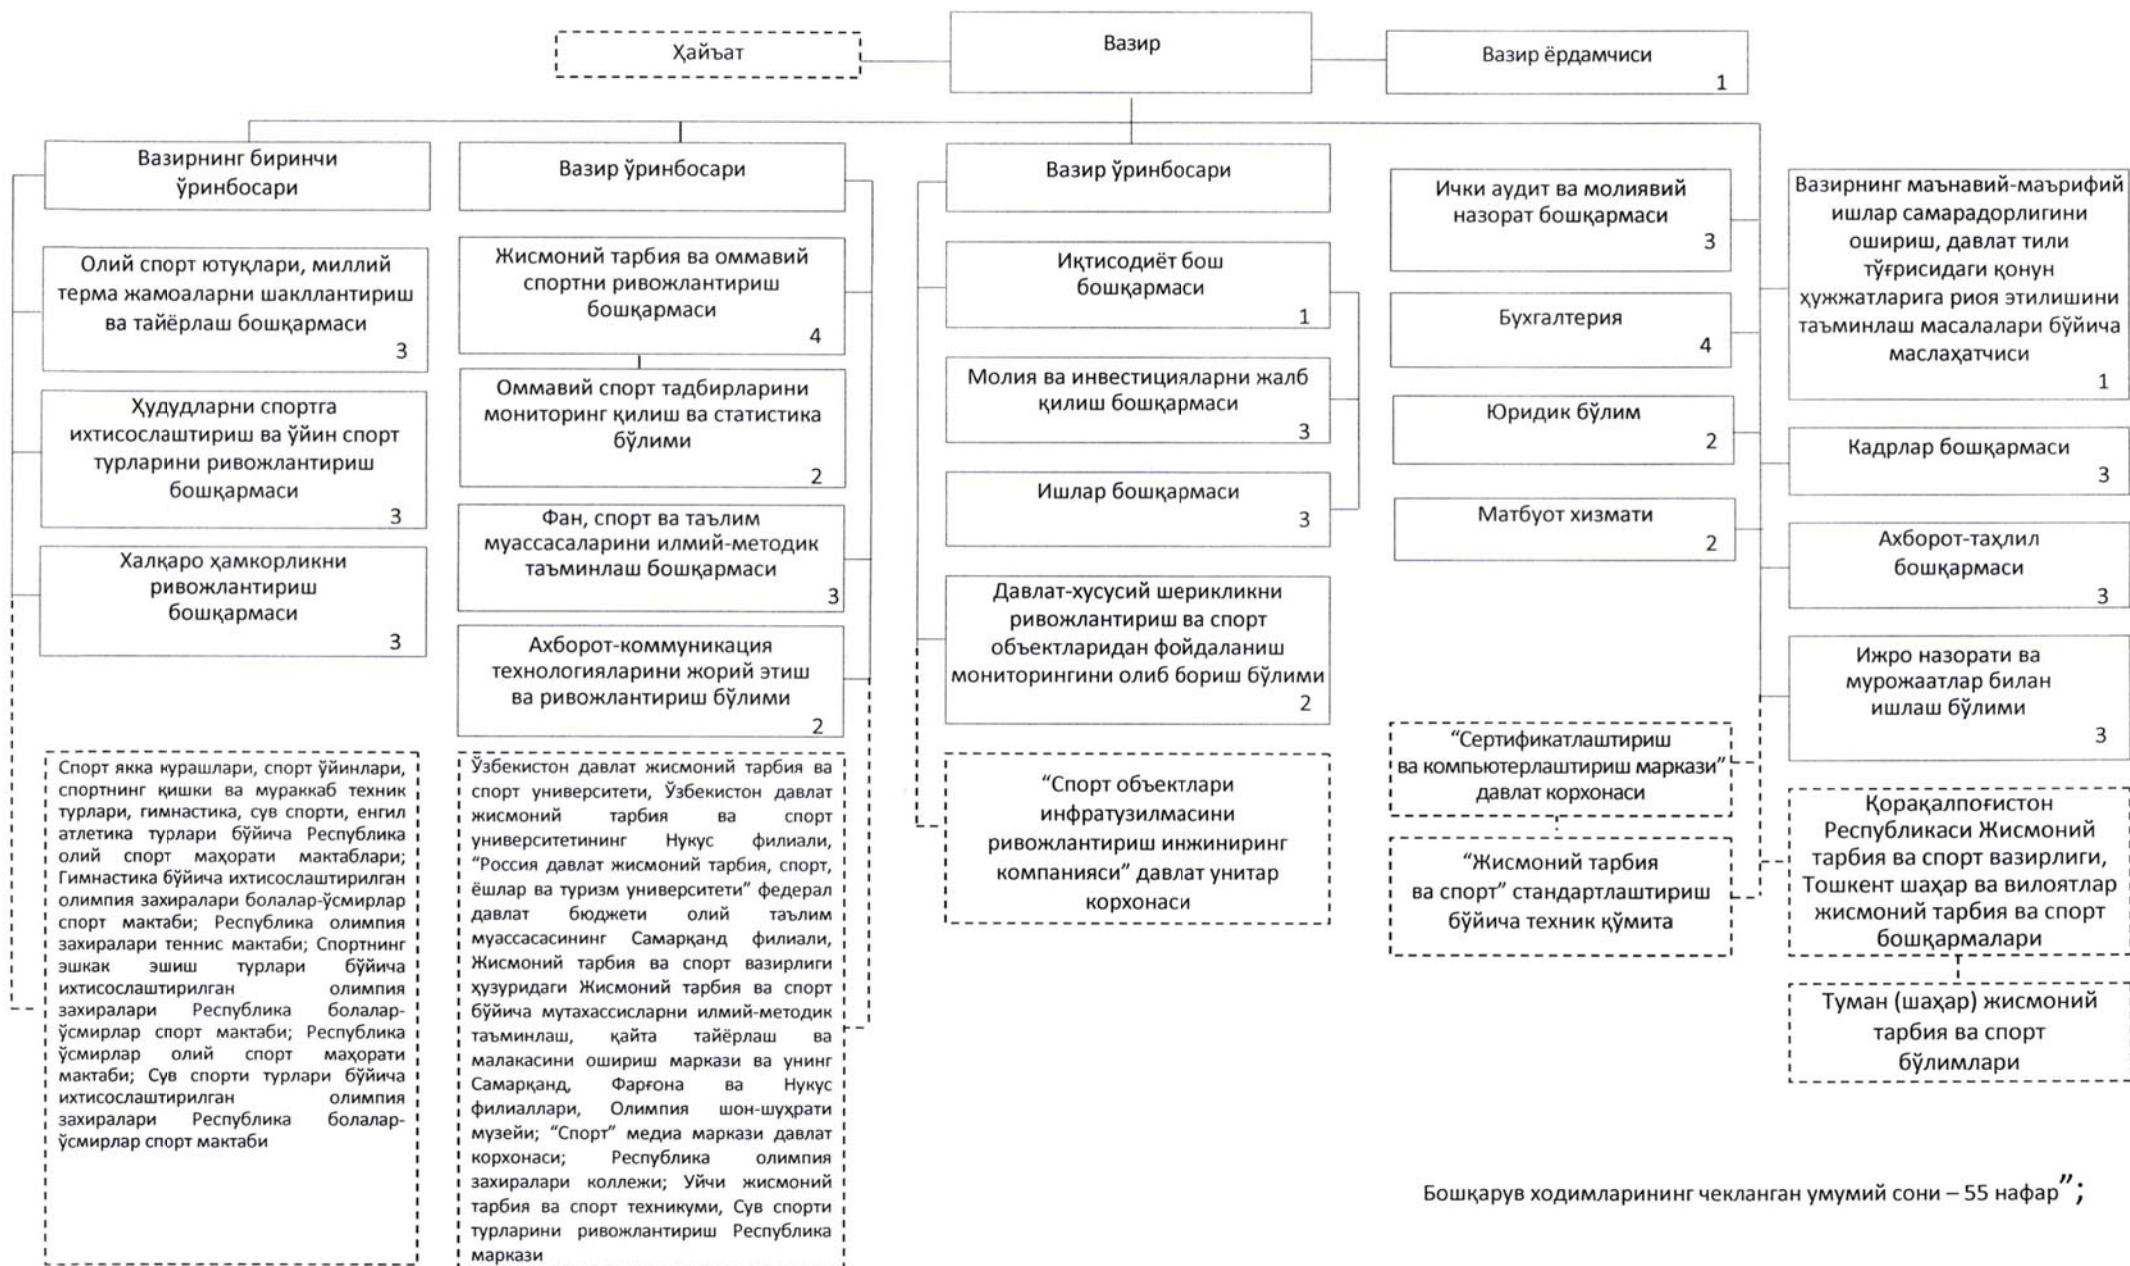 Ҳайъат
Вазир
Вазир ёрдамчиси
1
Вазирнинг биринчи
ўринбосари
Олий спорт ютуқлари, миллий
терма жамоаларни шакллантириш
ва тайёрлаш бошқармаси
3
Ҳудудларни спортга
ихтисослаштириш ва ўйин спорт
турларини ривожлантириш
бошқармаси
3
Халқаро ҳамкорликни
ривожлантириш
бошқармаси
3
Спорт якка курашлари, спорт ўйинлари,
спортнинг қишки ва мураккаб техник
турлари, гимнастика, сув спорти, енгил
атлетика турлари бўйича Республика
олий спорт маҳорати мактаблари;
Гимнастика бўйича ихтисослаштирилган
олимпия захиралари болалар-ўсмирлар
спорт мактаби; Республика олимпия
захиралари теннис мактаби; Спортнинг
эшкак эшиш турлари бўйича
ихтисослаштирилган олимпия
захиралари Республика болалар-
ўсмирлар спорт мактаби; Республика
ўсмирлар олий спорт маҳорати
мактаби; Сув спорти турлари бўйича
ихтисослаштирилган олимпия
захиралари Республика болалар-
ўсмирлар спорт мактаби
Вазир ўринбосари
Жисмоний тарбия ва оммавий
спортни ривожлантириш
бошқармаси
4
Оммавий спорт тадбирларини
мониторинг қилиш ва статистика
бўлими
2
Фан, спорт ва таълим
муассасаларини илмий-методик
таъминлаш бошқармаси
3
Ахборот-коммуникация
технологияларини жорий этиш
ва ривожлантириш бўлими
2
Ўзбекистон давлат жисмоний тарбия ва
спорт университети, Ўзбекистон давлат
жисмоний тарбия ва спорт
университетининг Нукус филиали,
“Россия давлат жисмоний тарбия, спорт,
ёшлар ва туризм университети” федерал
давлат бюджети олий таълим
муассасасининг Самарқанд филиали,
Жисмоний тарбия ва спорт вазирлиги
ҳузуридаги Жисмоний тарбия ва спорт
бўйича мутахассисларни илмий-методик
таъминлаш, қайта тайёрлаш ва
малакасини ошириш маркази ва унинг
Самарқанд, Фарғона ва Нукус
филиаллари, Олимпия шон-шуҳрати
музейи; “Спорт” медиа маркази давлат
корхонаси; Республика олимпия
захиралари коллежи; Уйчи жисмоний
тарбия ва спорт техникуми, Сув спорти
турларини ривожлантириш Республика
маркази
Вазир ўринбосари
Иқтисодиёт бош
бошқармаси
1
Молия ва инвестицияларни жалб
қилиш бошқармаси
3
Ишлар бошқармаси
3
Давлат-хусусий шерикликни
ривожлантириш ва спорт
объектларидан фойдаланиш
мониторингини олиб бориш бўлими
2
“Спорт объектлари
инфратузилмасини
ривожлантириш инжиниринг
компанияси” давлат унитар
корхонаси
Ички аудит ва молиявий
назорат бошқармаси
3
Бухгалтерия
4
Юридик бўлим
2
Матбуот хизмати
2
“Сертификатлаштириш
ва компьютерлаштириш маркази”
давлат корхонаси
“Жисмоний тарбия
ва спорт” стандартлаштириш
бўйича техник қўмита
Вазирнинг маънавий-маърифий
ишлар самарадорлигини
ошириш, давлат тили
тўғрисидаги қонун
ҳужжатларига риоя этилишини
таъминлаш масалалари бўйича
маслаҳатчиси
1
Кадрлар бошқармаси
3
Ахборот-таҳлил
бошқармаси
3
Ижро назорати ва
мурожаатлар билан
ишлаш бўлими
3
Қорақалпоғистон
Республикаси Жисмоний
тарбия ва спорт вазирлиги,
Тошкент шаҳар ва вилоятлар
жисмоний тарбия ва спорт
бошқармалари
Туман (шаҳар) жисмоний
тарбия ва спорт
бўлимлари
Бошқарув ходимларининг чекланган умумий сони – 55 нафар”;